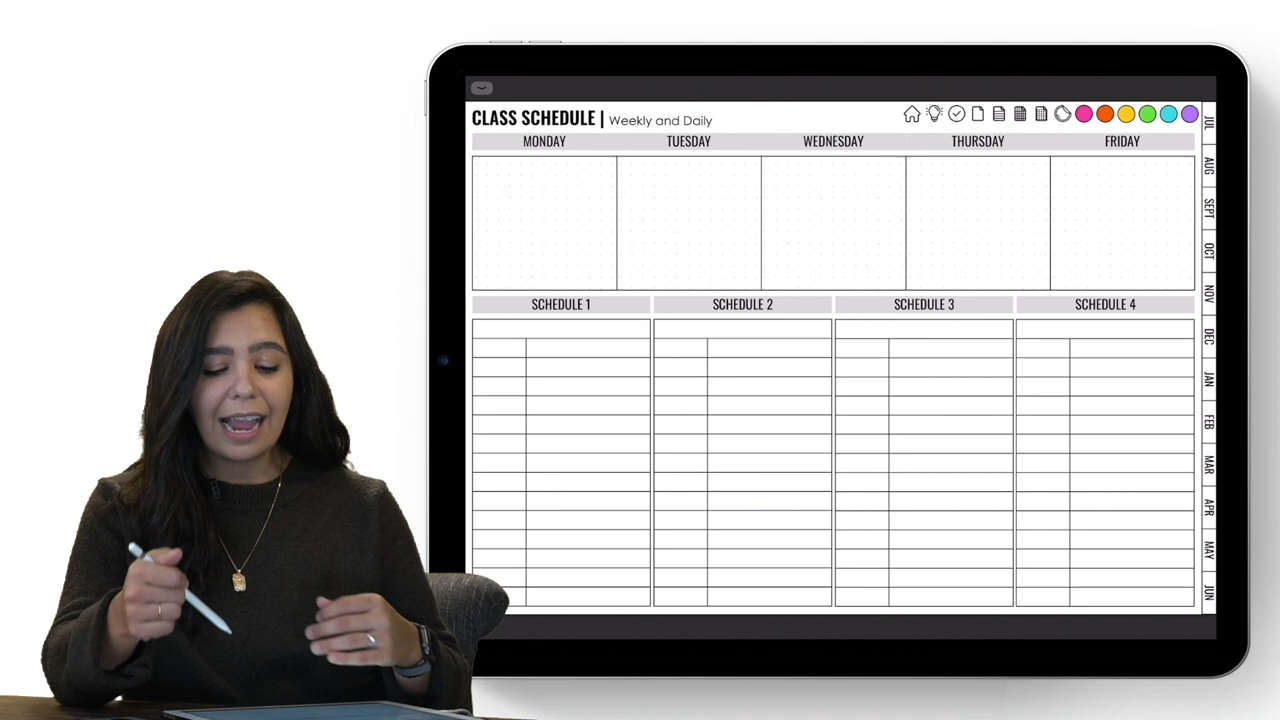 CLASS SCHEDULE | Weekly and Daily
MONDAY TUESDAY WEDNESDAY THURSDAY FRIDAY
SCHEDULE 1 SCHEDULE 2 SCHEDULE 3 SCHEDULE 4
JUL
AUG
SEPT
OCT
NOV
DEC
JAN
FEB
MAR
APR
MAY
JUN